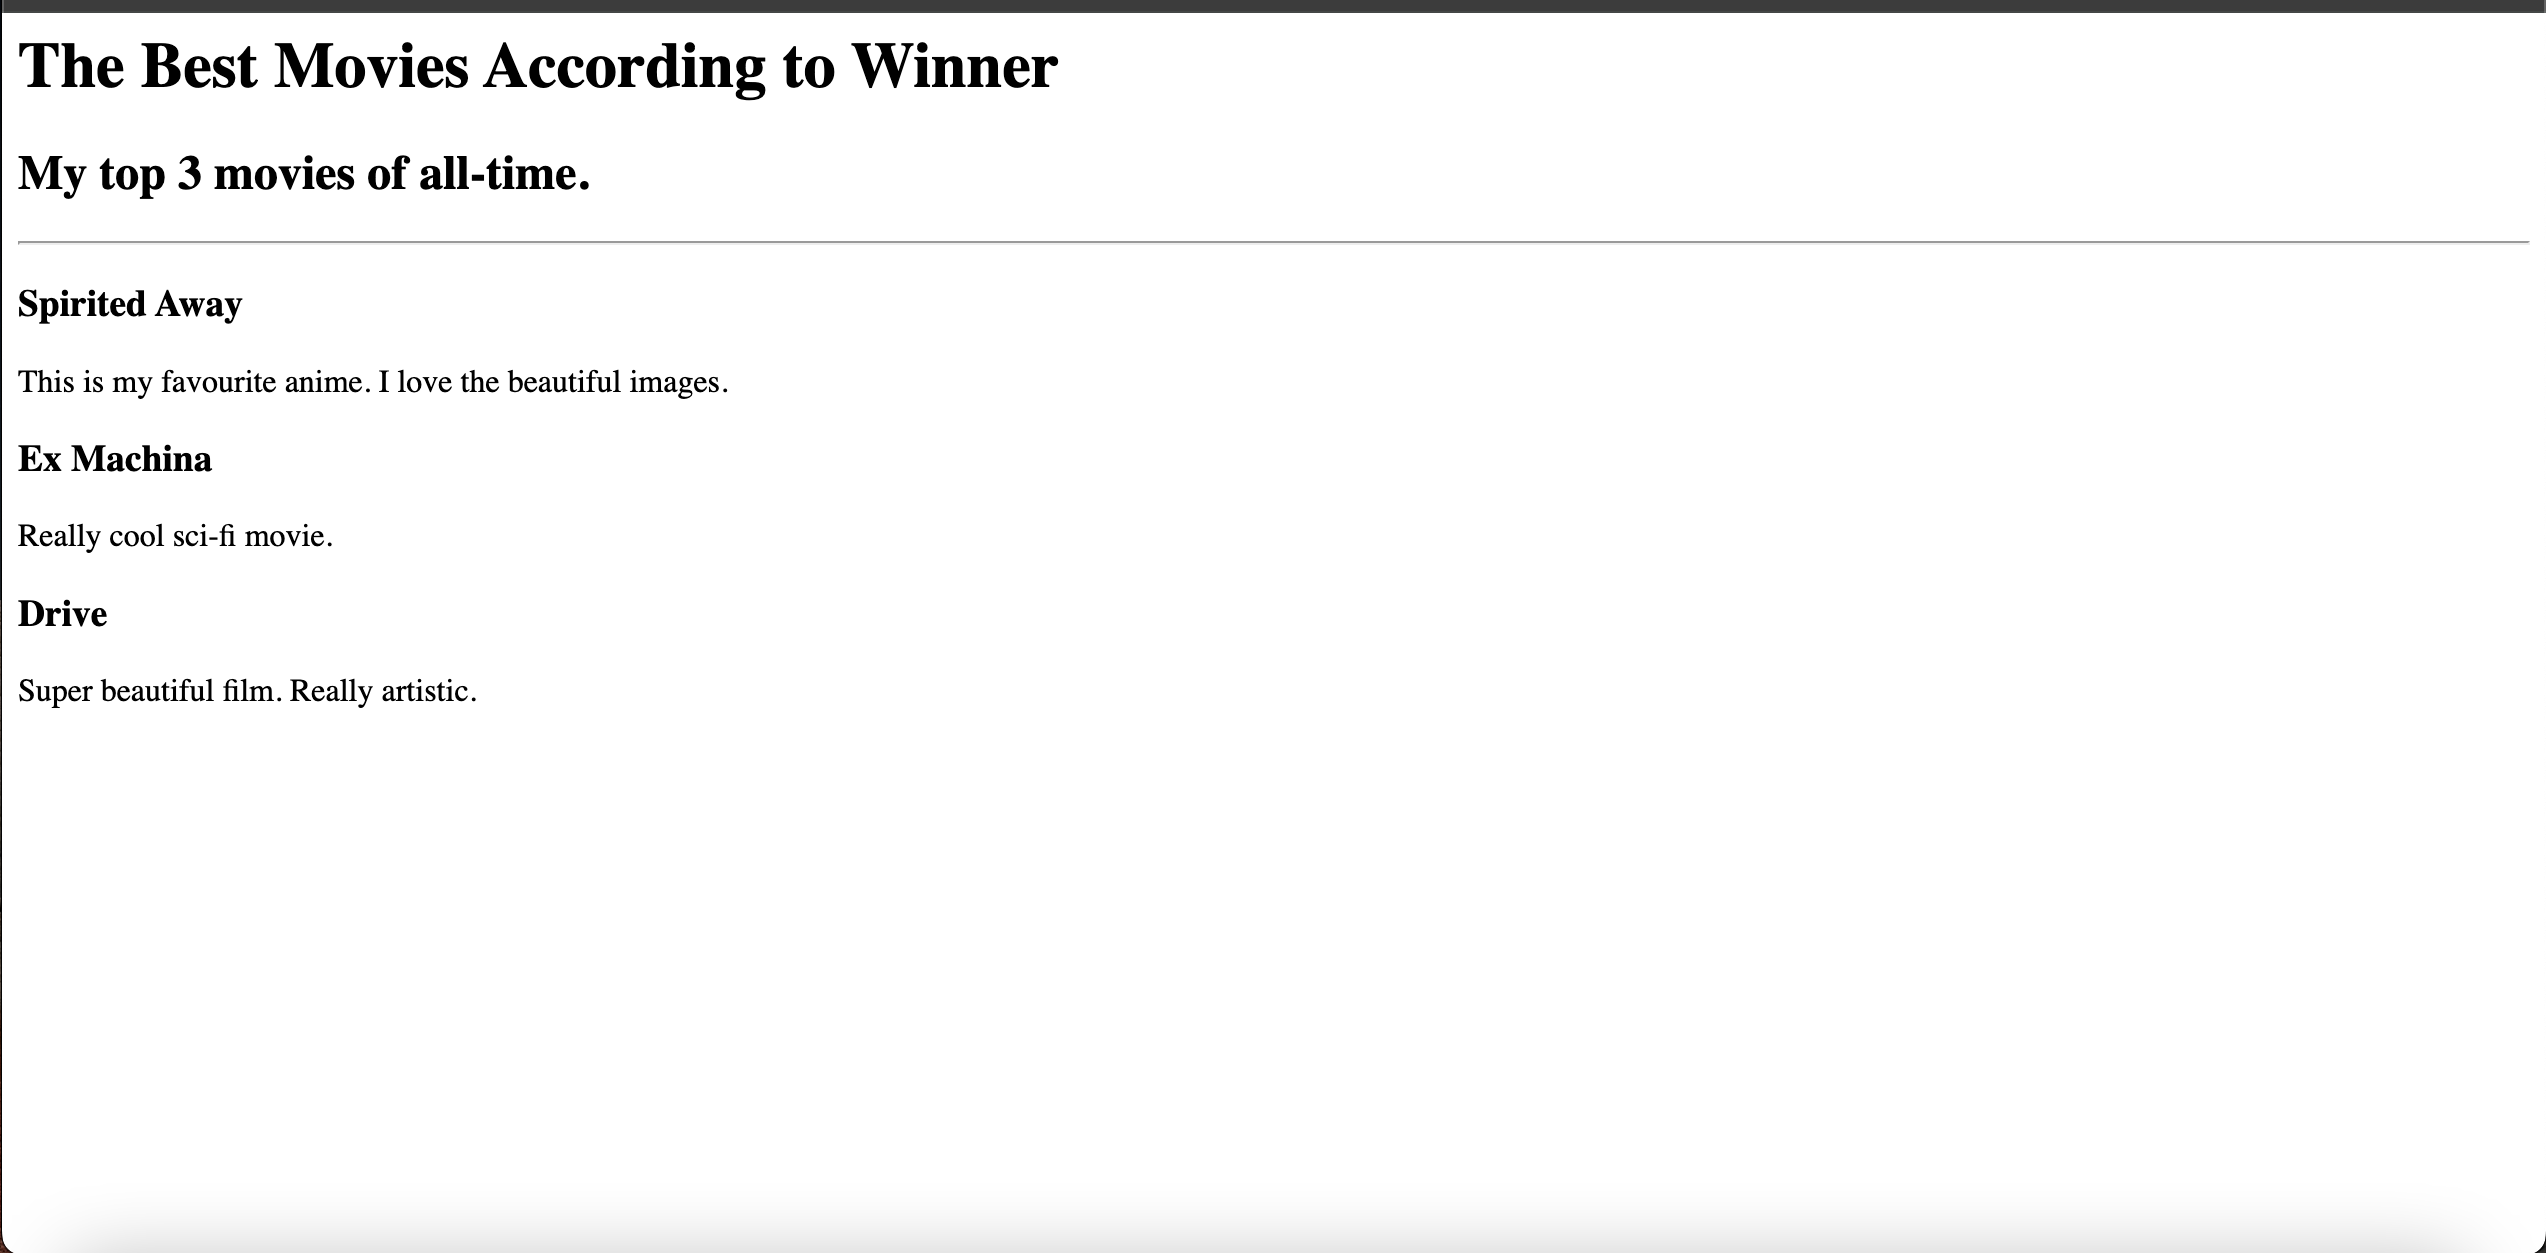 The Best Movies According to Winner
My top 3 movies of all-time.
Spirited Away
This is my favourite anime. I love the beautiful images.
Ex Machina
Really cool sci-fi movie.
Drive
Super beautiful film. Really artistic.